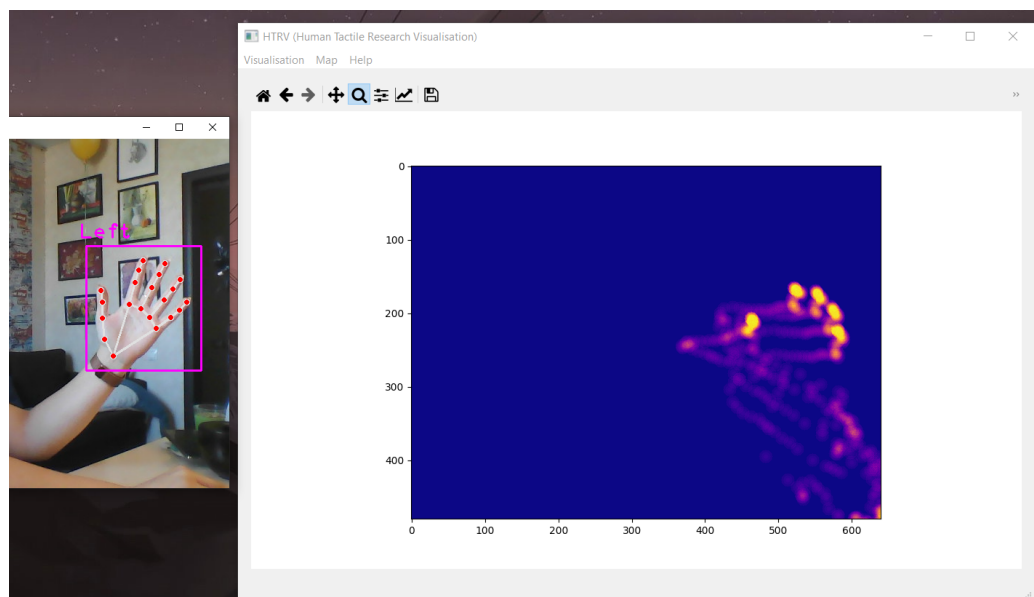 HTRV (Human Tactile Research Visualisation)
Visualisation Map Help
Left
0
100
200
300
400
0 100 200 300 400 500 600